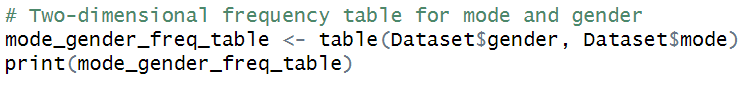 # Two-dimensional frequency table for mode and gender
mode_gender_freq_table <- table(Dataset$gender, Dataset$mode)
print(mode_gender_freq_table)